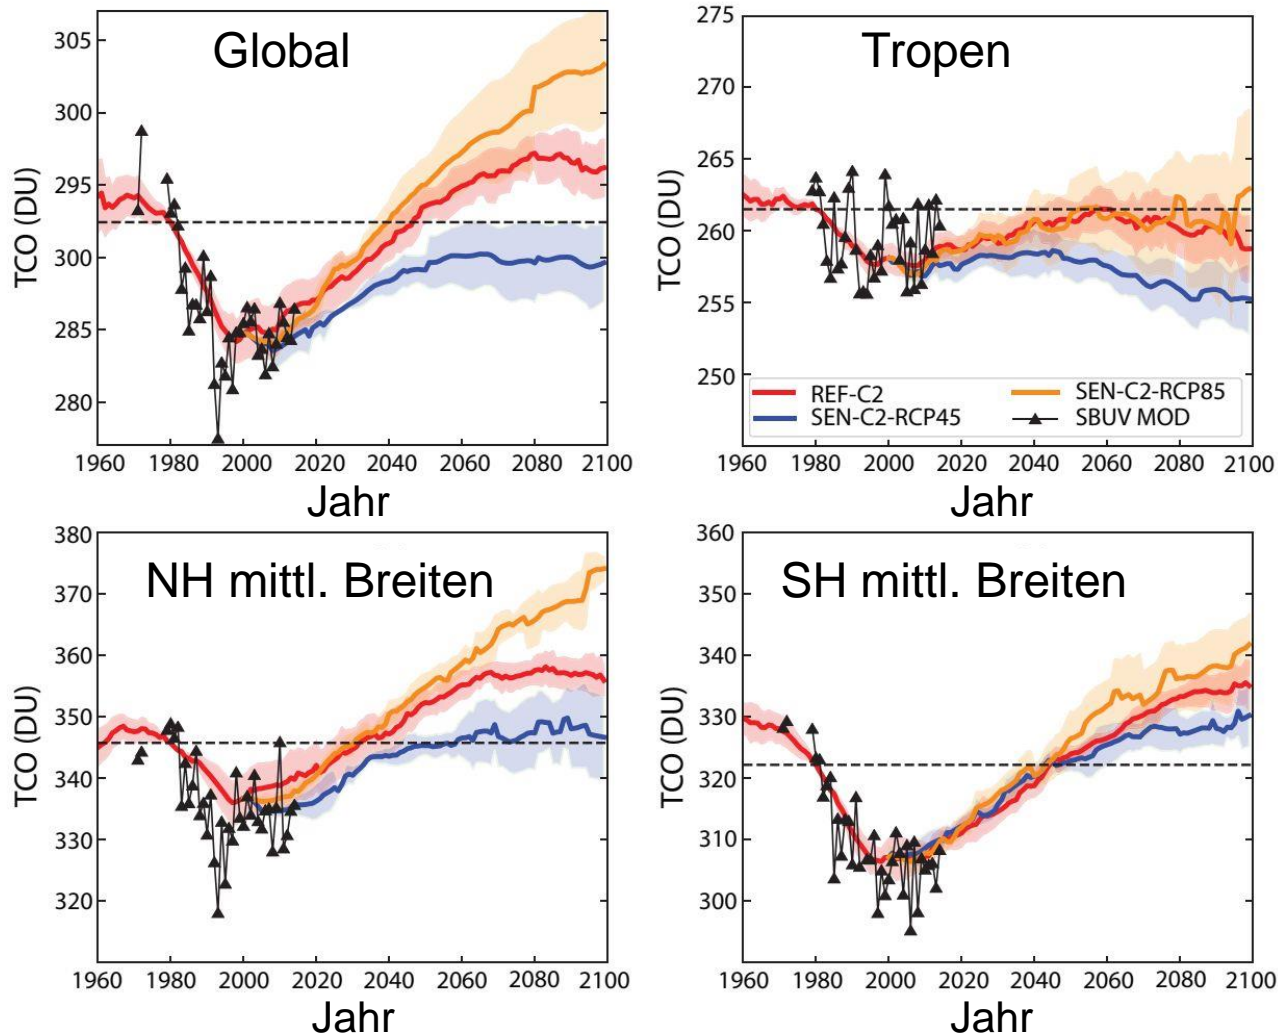 Global
TCO (DU)
305
300
295
300
285
280
1960 1980 2000 2020 2040 2060 2080 2100
Jahr
Tropen
TCO (DU)
275
270
265
260
255
250
REF-C2
SEN-C2-RCP85
SEN-C2-RCP45
SBUV MOD
1960 1980 2000 2020 2040 2060 2080 2100
Jahr
NH mittl. Breiten
TCO (DU)
380
370
360
350
340
330
320
1960 1980 2000 2020 2040 2060 2080 2100
Jahr
SH mittl. Breiten
TCO (DU)
360
340
330
320
310
300
1960 1980 2000 2020 2040 2060 2080 2100
Jahr